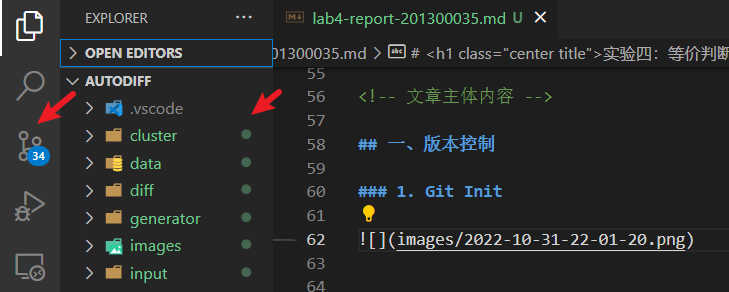 EXPLORER
OPEN EDITORS
AUTODIFF
.vscode
cluster
data
diff
generator
images
input
34
lab4-report-201300035.md U
01300035.md > # <h1 class="center title">实验四：等价判断
55
56 <!-- 文章主体内容 -->
57
58 ## 一、版本控制
59
60 ### 1. Git Init
61
62 ![](images/2022-10-31-22-01-20.png)
63
64